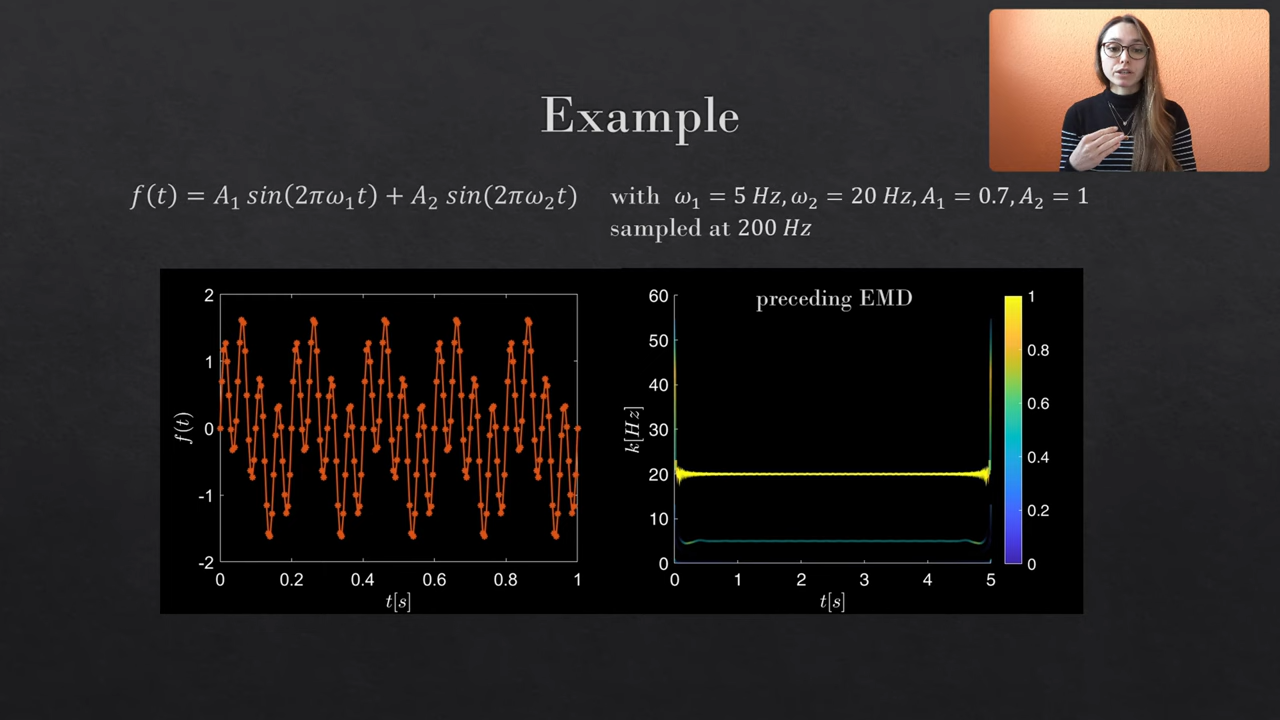 Example
f(t) = A₁ sin(2πω₁t) + A₂ sin(2πω₂t) with ω₁ = 5 Hz, ω₂ = 20 Hz, A₁ = 0.7, A₂ = 1
sampled at 200 Hz
2
1
0
-1
-2
f(t)
0 0.2 0.4 0.6 0.8 1
t[s]
preceding EMD
60
50
40
30
20
10
0
k[Hz]
0 1 2 3 4 5
t[s]
1
0.8
0.6
0.4
0.2
0